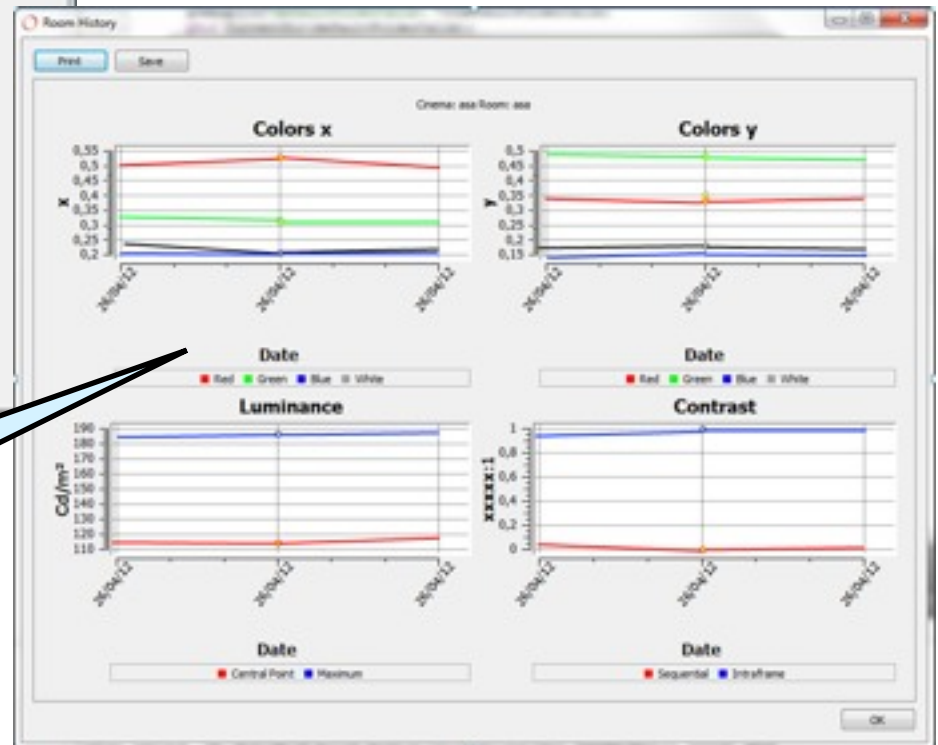 Room History
Print Save
Cinema: asa Room: asa
Colors x
x
0,55
0,5
0,45
0,4
0,35
0,3
0,25
0,2
26/04/12 26/04/12 26/04/12
Date
Red Green Blue White
Colors y
y
0,5
0,45
0,4
0,35
0,3
0,25
0,2
0,15
26/04/12 26/04/12 26/04/12
Date
Red Green Blue White
Luminance
Cd/m²
190
180
170
160
150
140
130
120
110
26/04/12 26/04/12 26/04/12
Date
Central Point Maximum
Contrast
xxxxx:1
1
0,8
0,6
0,4
0,2
0
26/04/12 26/04/12 26/04/12
Date
Sequential Intraframe
OK